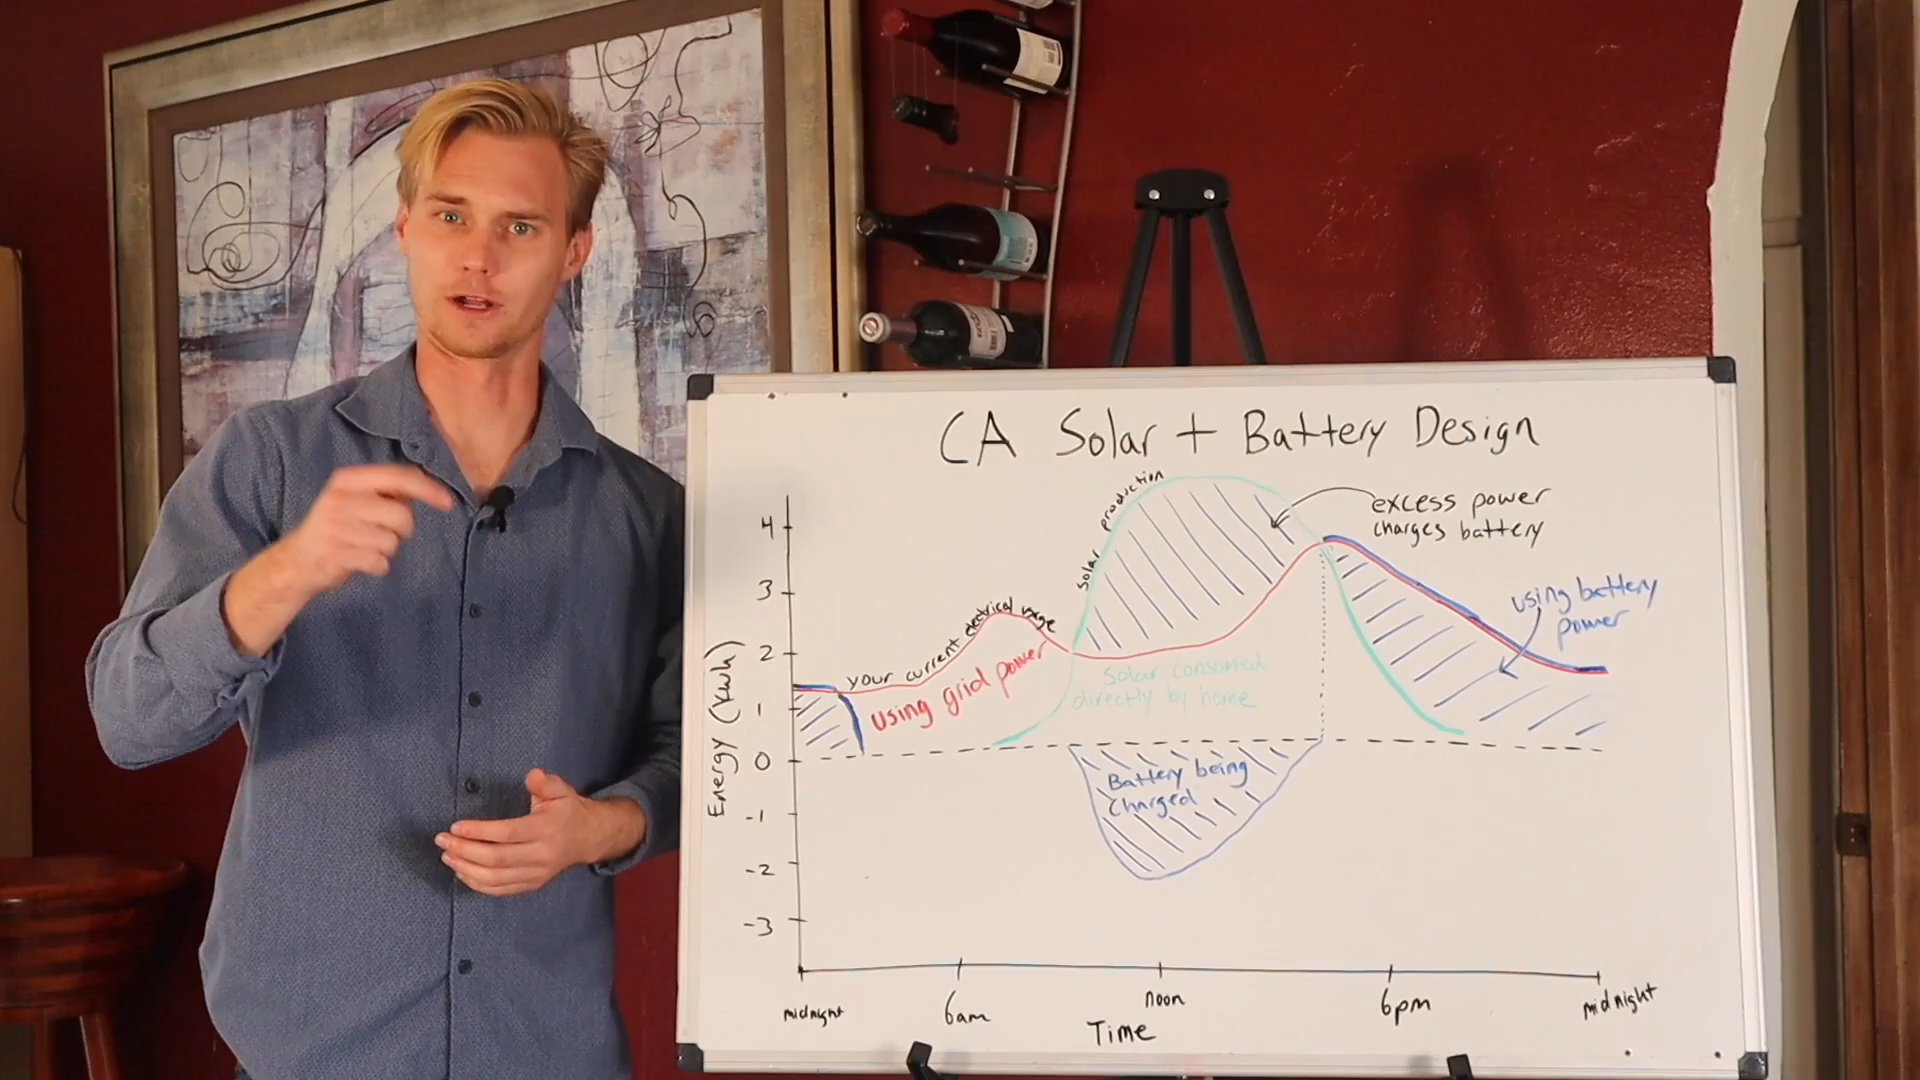 CA Solar + Battery Design
solar production
excess power
charges battery
4
3
2
1
0
-1
-2
-3
Energy (kwh)
your current electrical usage
using grid power
Solar consumed
directly by home
using battery
power
Battery being
Charged
midnight
6am
noon
6pm
midnight
Time